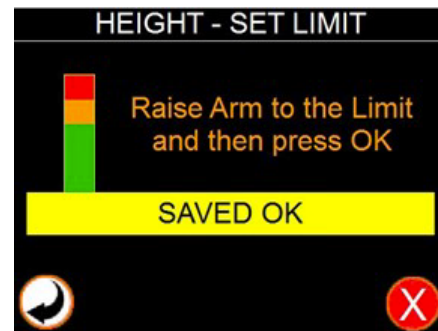 HEIGHT - SET LIMIT
Raise Arm to the Limit
and then press OK
SAVED OK
X